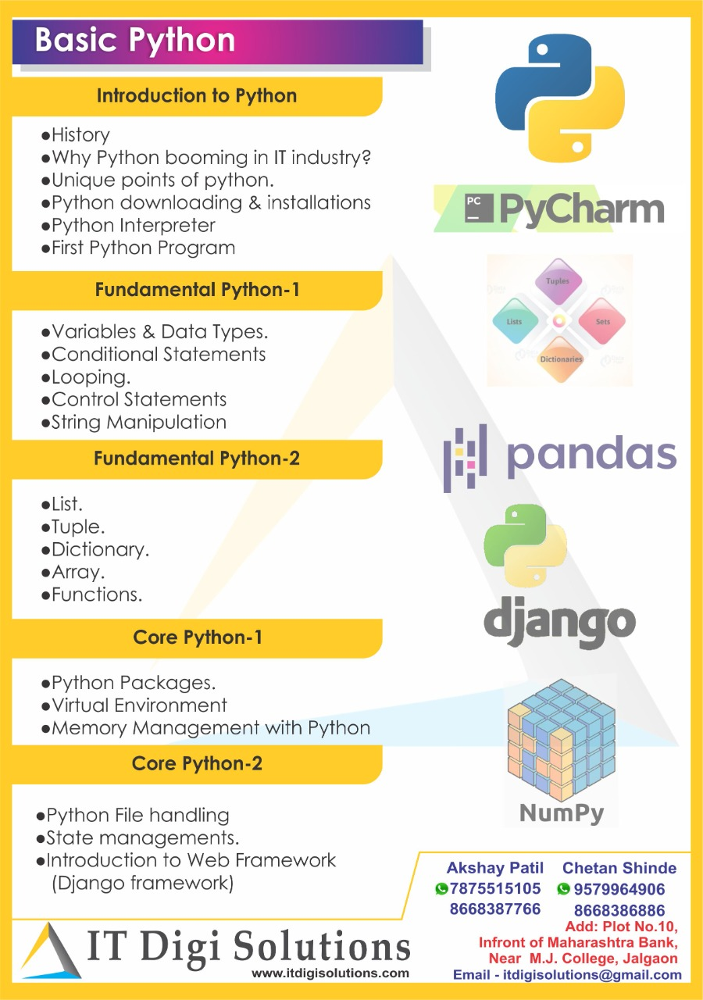 Basic Python
Introduction to Python
●History
●Why Python booming in IT industry?
●Unique points of python.
●Python downloading & installations
●Python Interpreter
●First Python Program
Fundamental Python-1
●Variables & Data Types.
●Conditional Statements
●Looping.
●Control Statements
●String Manipulation
Fundamental Python-2
●List.
●Tuple.
●Dictionary.
●Array.
●Functions.
Core Python-1
●Python Packages.
●Virtual Environment
●Memory Management with Python
Core Python-2
●Python File handling
●State managements.
●Introduction to Web Framework
(Django framework)
PC
PyCharm
Tuples
Lists
Sets
Dictionaries
pandas
django
NumPy
Akshay Patil
7875515105
8668387766
Chetan Shinde
9579964906
8668386886
Add: Plot No.10,
Infront of Maharashtra Bank,
Near M.J. College, Jalgaon
Email - itdigisolutions@gmail.com
IT Digi Solutions
www.itdigisolutions.com